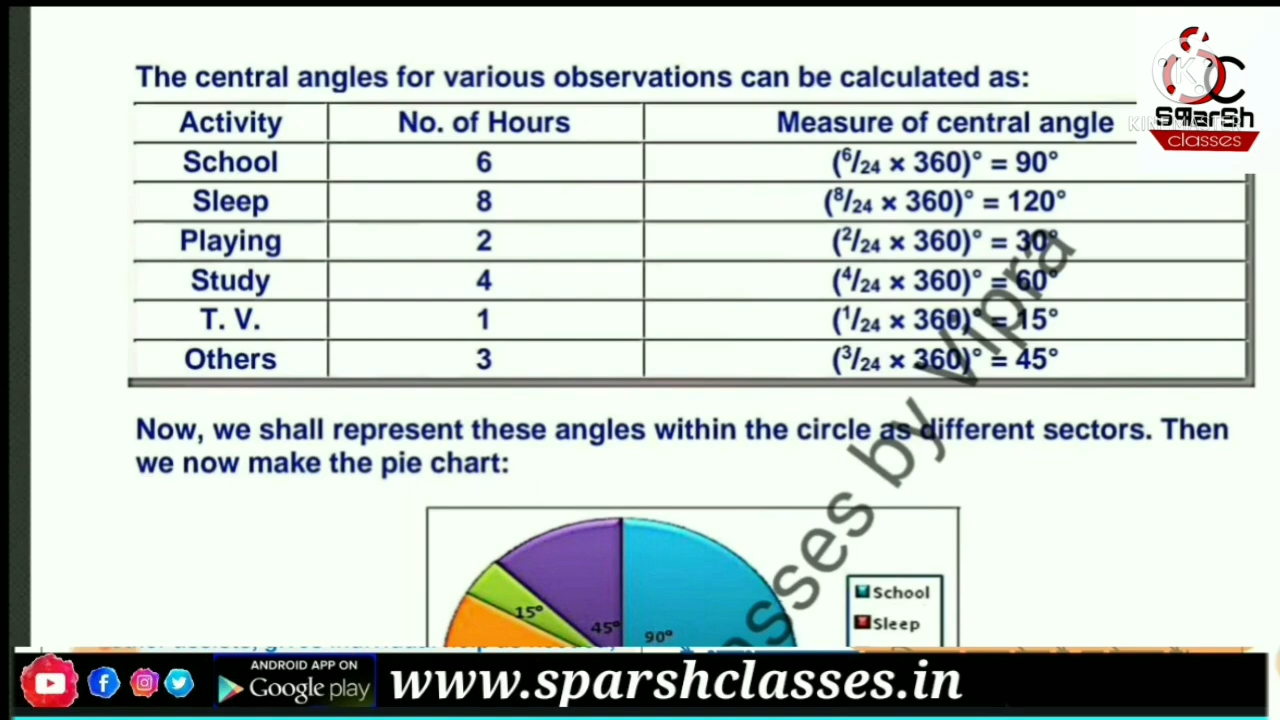 The central angles for various observations can be calculated as:
Activity No. of Hours Measure of central angle
School 6 (6/24 × 360)° = 90°
Sleep 8 (8/24 × 360)° = 120°
Playing 2 (2/24 × 360)° = 30°
Study 4 (4/24 × 360)° = 60°
T. V. 1 (1/24 × 360)° = 15°
Others 3 (3/24 × 360)° = 45°
Now, we shall represent these angles within the circle as different sectors. Then
we now make the pie chart:
15°
45°
90°
School
Sleep
asses by Vipra
K
SC
SparSh
KINEMASTER
classes
ANDROID APP ON
Google play
www.sparshclasses.in